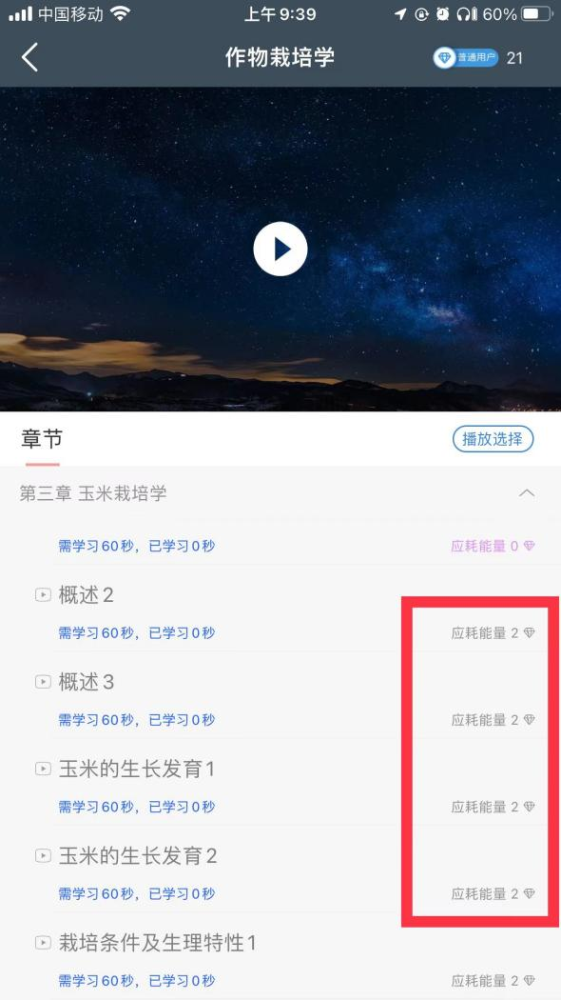 中国移动
上午 9:39
60%
作物栽培学
普通用户
21
章节
播放选择
第三章 玉米栽培学
需学习60秒，已学习0秒
应耗能量 0
概述2
需学习60秒，已学习0秒
应耗能量 2
概述3
需学习60秒，已学习0秒
应耗能量 2
玉米的生长发育1
需学习60秒，已学习0秒
应耗能量 2
玉米的生长发育2
需学习60秒，已学习0秒
应耗能量 2
栽培条件及生理特性1
需学习60秒，已学习0秒
应耗能量 2